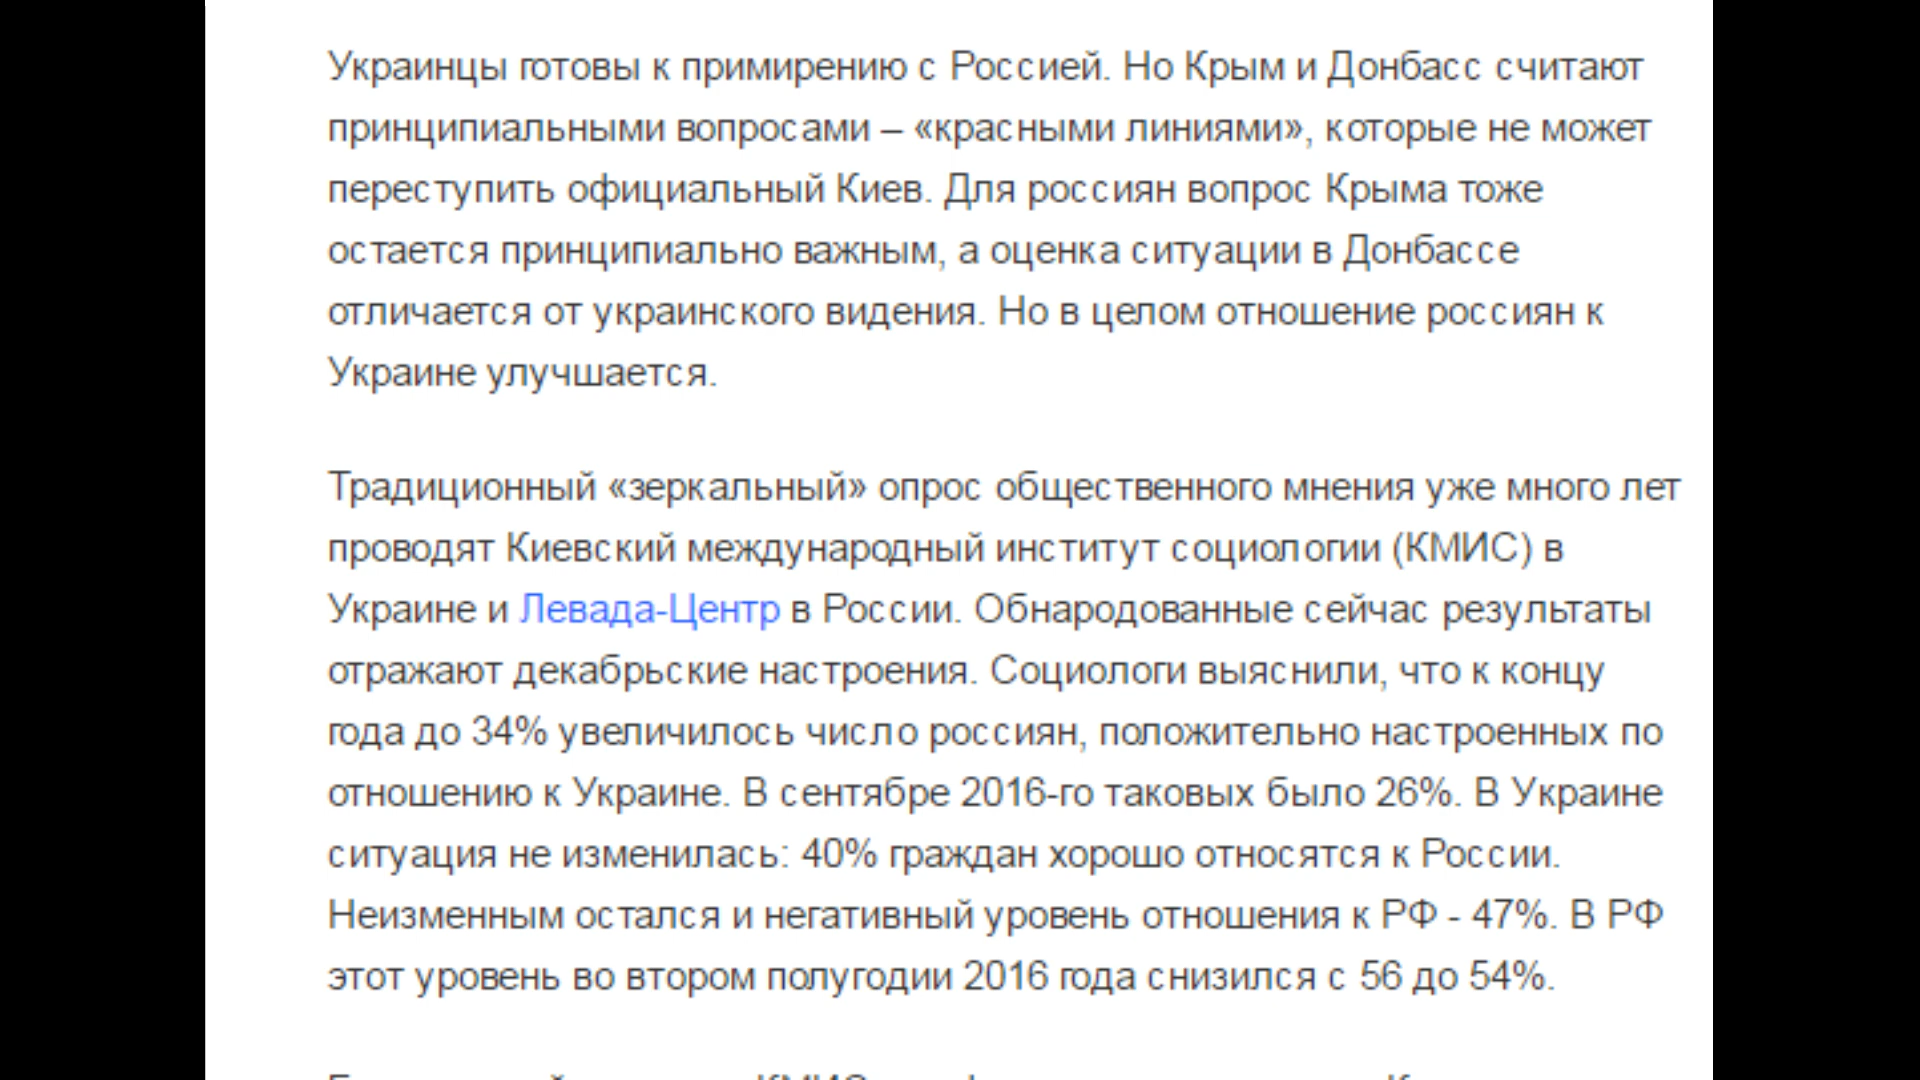 Украинцы готовы к примирению с Россией. Но Крым и Донбасс считают
принципиальными вопросами – «красными линиями», которые не может
переступить официальный Киев. Для россиян вопрос Крыма тоже
остается принципиально важным, а оценка ситуации в Донбассе
отличается от украинского видения. Но в целом отношение россиян к
Украине улучшается.
Традиционный «зеркальный» опрос общественного мнения уже много лет
проводят Киевский международный институт социологии (КМИС) в
Украине и Левада-Центр в России. Обнародованные сейчас результаты
отражают декабрьские настроения. Социологи выяснили, что к концу
года до 34% увеличилось число россиян, положительно настроенных по
отношению к Украине. В сентябре 2016-го таковых было 26%. В Украине
ситуация не изменилась: 40% граждан хорошо относятся к России.
Неизменным остался и негативный уровень отношения к РФ - 47%. В РФ
этот уровень во втором полугодии 2016 года снизился с 56 до 54%.